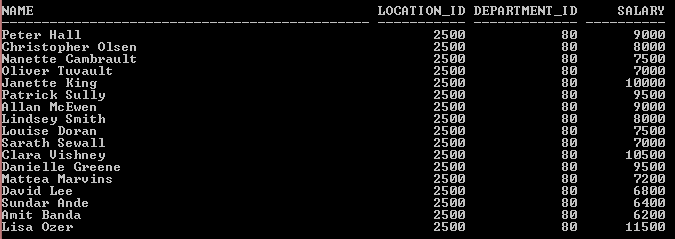 NAME LOCATION_ID DEPARTMENT_ID SALARY
Peter Hall 2500 80 9000
Christopher Olsen 2500 80 8000
Nanette Cambrault 2500 80 7500
Oliver Tuvault 2500 80 7000
Janette King 2500 80 10000
Patrick Sully 2500 80 9500
Allan McEwen 2500 80 9000
Lindsey Smith 2500 80 8000
Louise Doran 2500 80 7500
Sarath Sewall 2500 80 7000
Clara Vishney 2500 80 10500
Danielle Greene 2500 80 9500
Mattea Marvins 2500 80 7200
David Lee 2500 80 6800
Sundar Ande 2500 80 6400
Amit Banda 2500 80 6200
Lisa Ozer 2500 80 11500